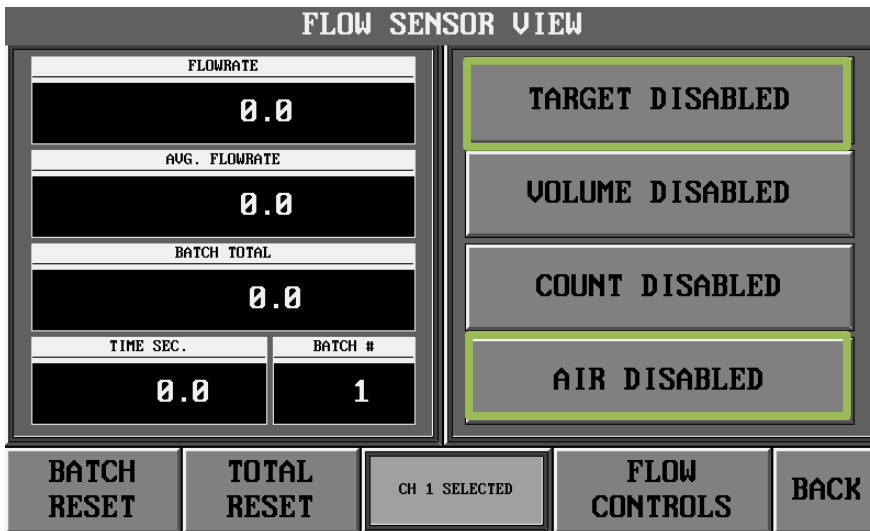 FLOW SENSOR VIEW
FLOWRATE
0.0
AVG. FLOWRATE
0.0
BATCH TOTAL
0.0
TIME SEC.
0.0
BATCH #
1
TARGET DISABLED
VOLUME DISABLED
COUNT DISABLED
AIR DISABLED
BATCH
RESET
TOTAL
RESET
CH 1 SELECTED
FLOW
CONTROLS
BACK